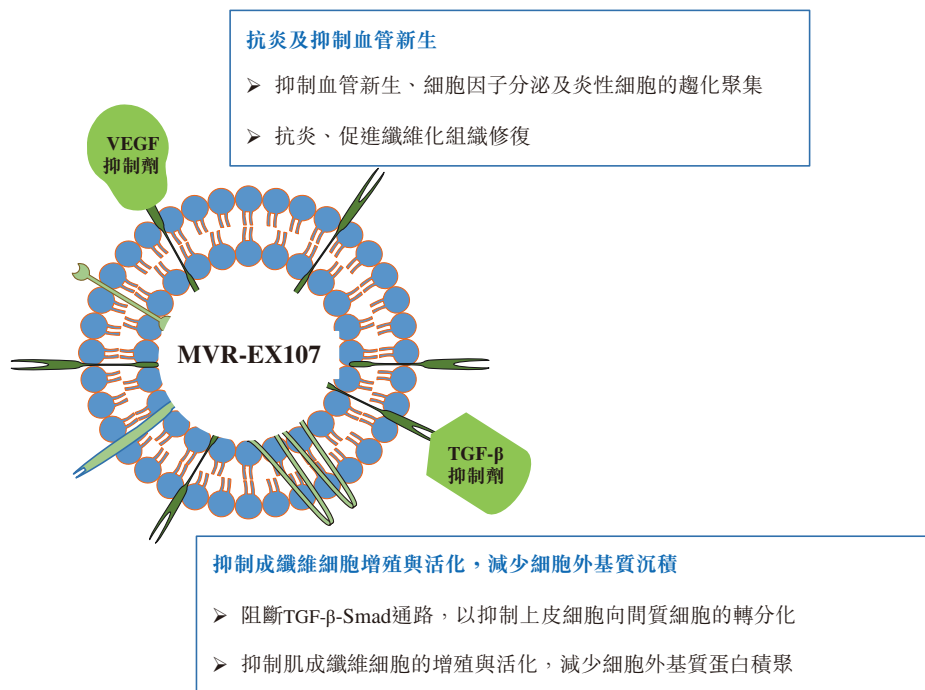 抗炎及抑制血管新生
➢ 抑制血管新生、細胞因子分泌及炎性細胞的趨化聚集
➢ 抗炎、促進纖維化組織修復
VEGF
抑制劑
MVR-EX107
TGF-β
抑制劑
抑制成纖維細胞增殖與活化，減少細胞外基質沉積
➢ 阻斷TGF-β-Smad通路，以抑制上皮細胞向間質細胞的轉分化
➢ 抑制肌成纖維細胞的增殖與活化，減少細胞外基質蛋白積聚